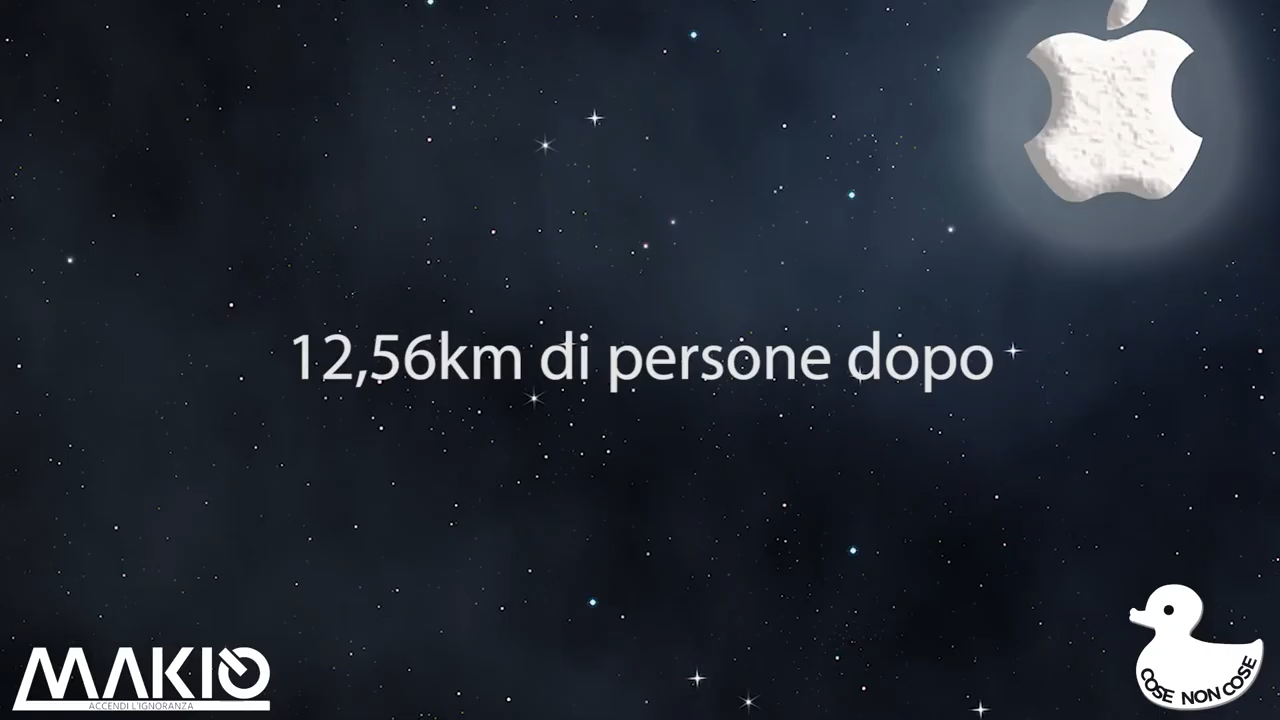 12,56km di persone dopo
MAKIO
ACCENDI L'IGNORANZA
COSE NON COSE